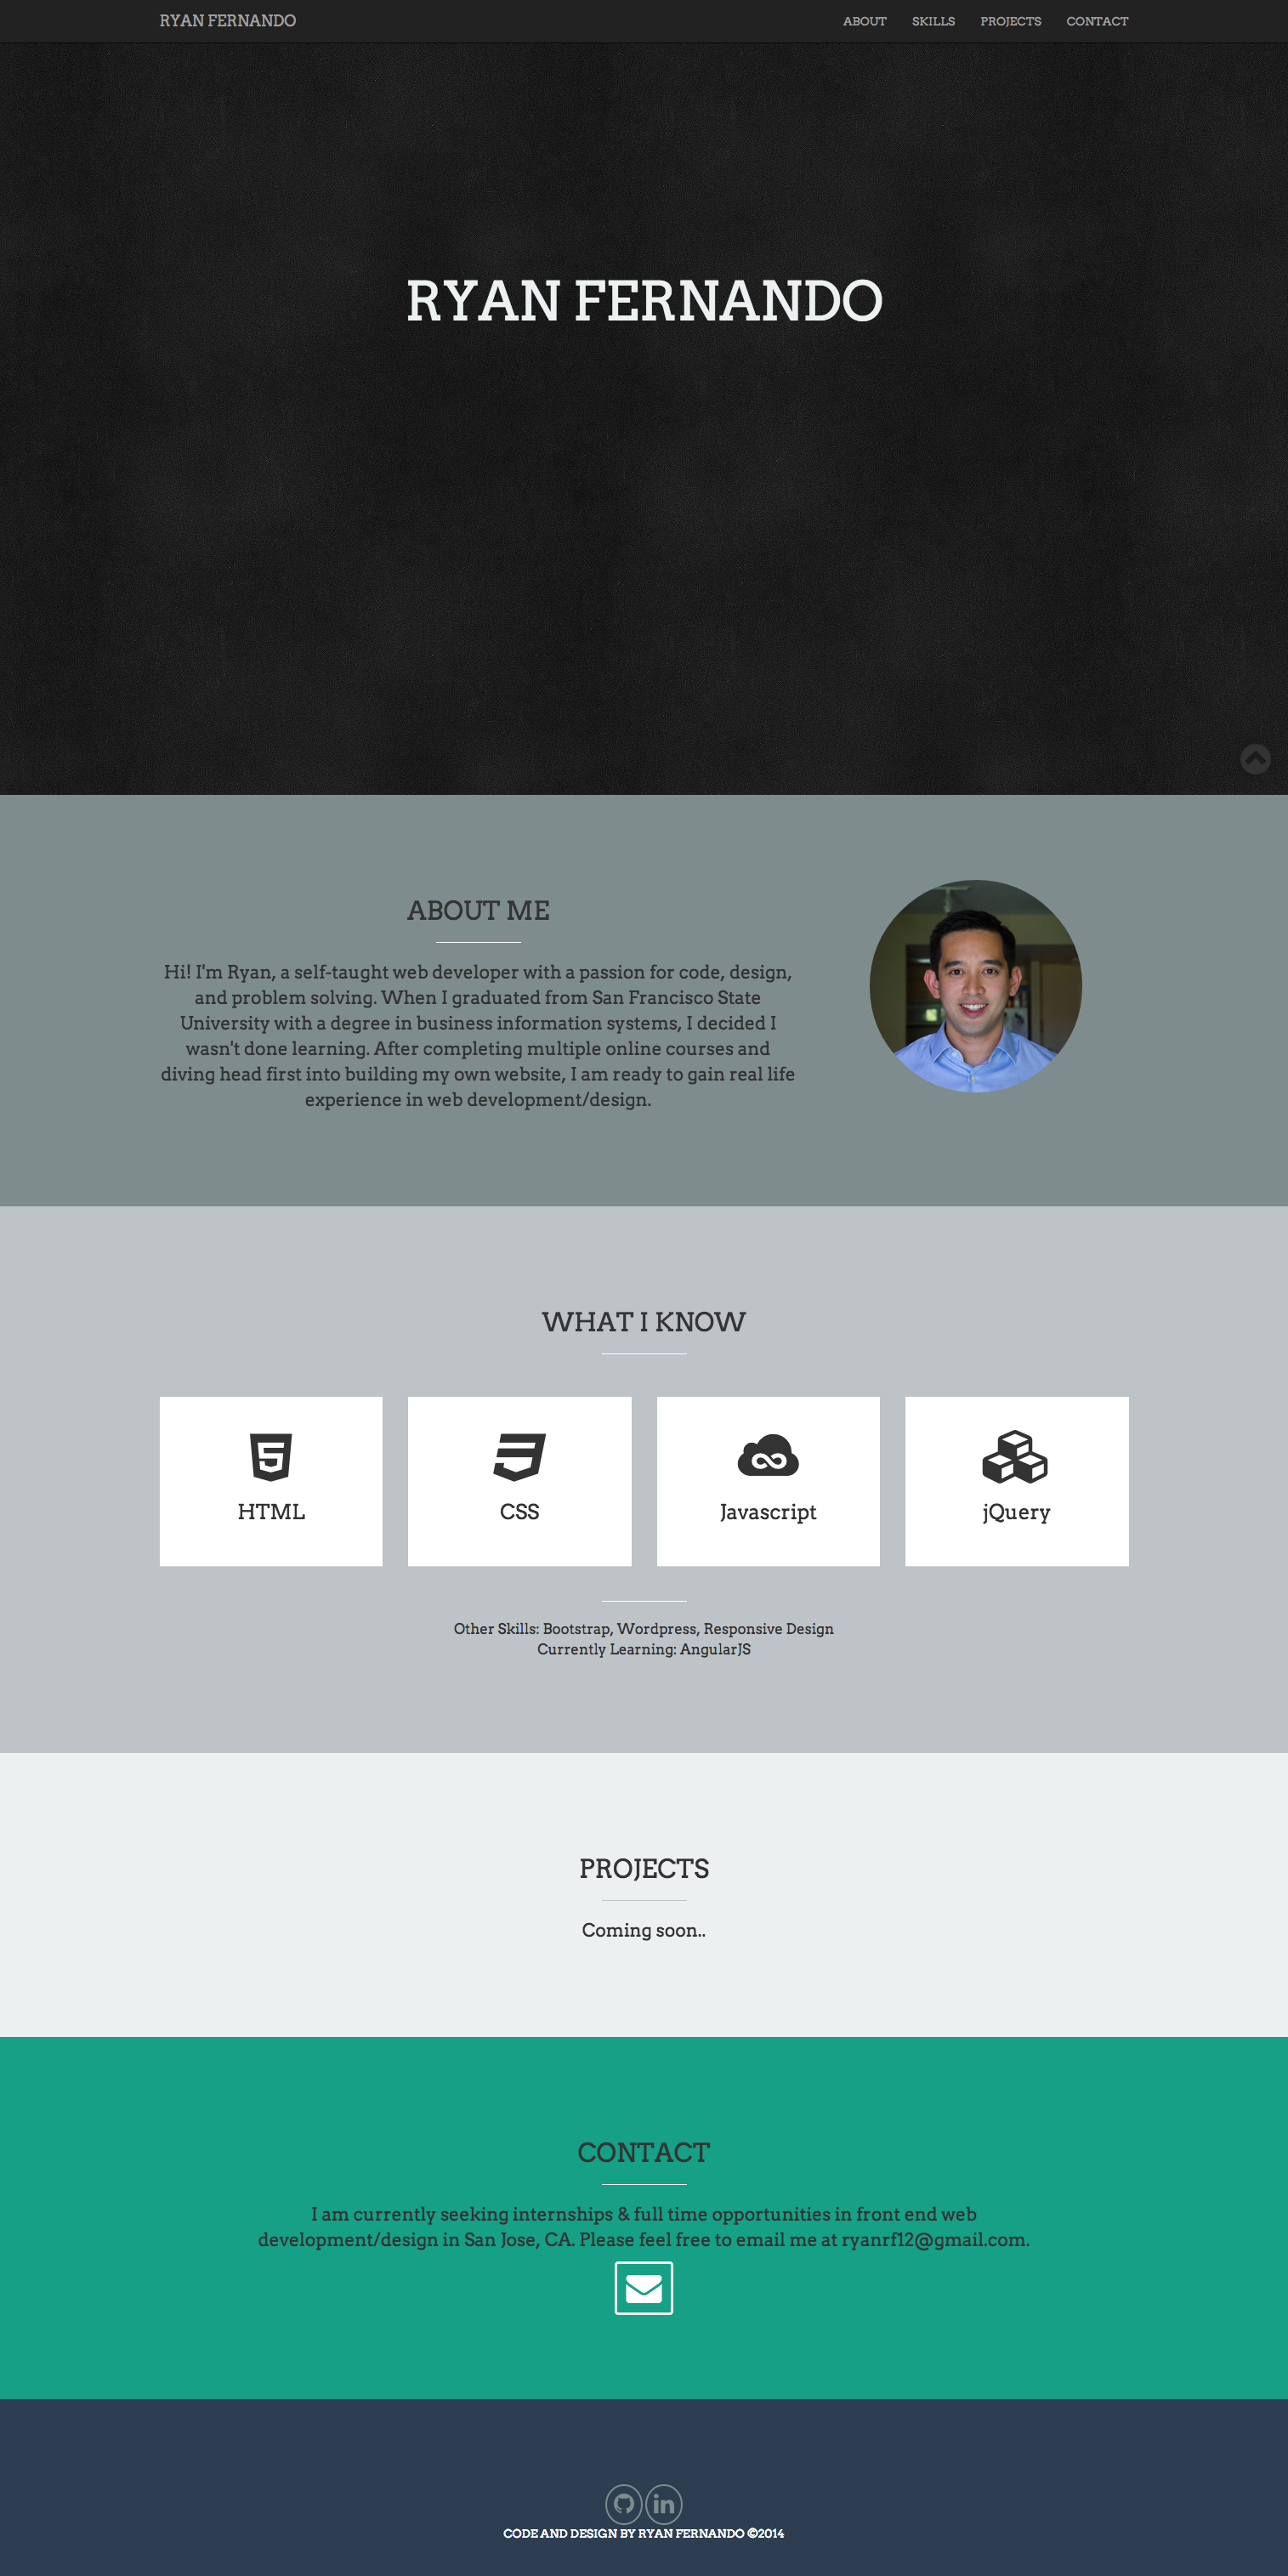 RYAN FERNANDO
ABOUT SKILLS PROJECTS CONTACT
RYAN FERNANDO
ABOUT ME
Hi! I'm Ryan, a self-taught web developer with a passion for code, design,
and problem solving. When I graduated from San Francisco State
University with a degree in business information systems, I decided I
wasn't done learning. After completing multiple online courses and
diving head first into building my own website, I am ready to gain real life
experience in web development/design.
WHAT I KNOW
HTML
CSS
Javascript
jQuery
Other Skills: Bootstrap, Wordpress, Responsive Design
Currently Learning: AngularJS
PROJECTS
Coming soon..
CONTACT
I am currently seeking internships & full time opportunities in front end web
development/design in San Jose, CA. Please feel free to email me at ryanrf12@gmail.com.
CODE AND DESIGN BY RYAN FERNANDO ©2014